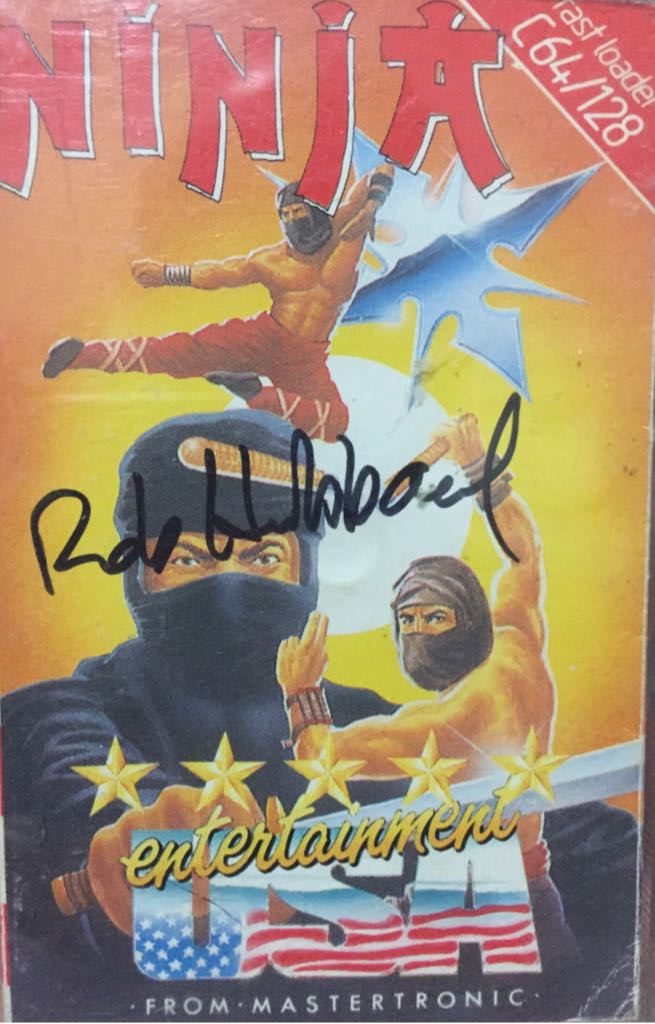 NINJA
fast loader
C64/128
Rob Hubbard
entertainment
USA
·FROM·MASTERTRONIC·